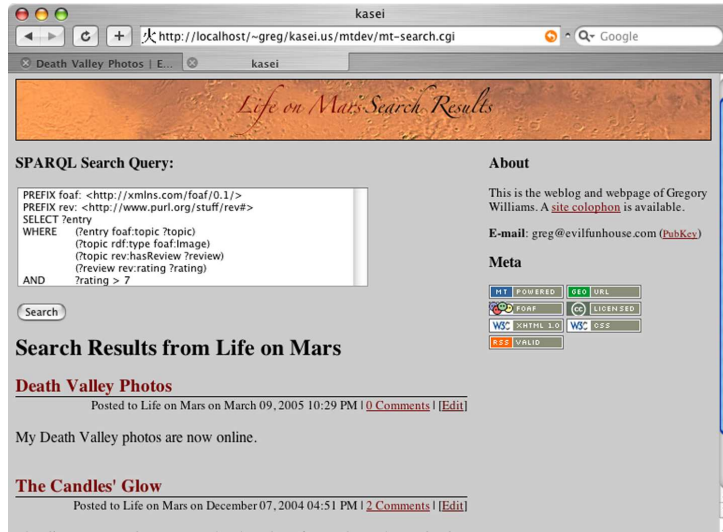 kasei
火 http://localhost/~greg/kasei.us/mtdev/mt-search.cgi
Google
Death Valley Photos | E...
kasei
Life on Mars Search Results
SPARQL Search Query:
PREFIX foaf: <http://xmlns.com/foaf/0.1/>
PREFIX rev: <http://www.purl.org/stuff/rev#>
SELECT ?entry
WHERE (?entry foaf:topic ?topic)
(?topic rdf:type foaf:Image)
(?topic rev:hasReview ?review)
(?review rev:rating ?rating)
AND ?rating > 7
Search
Search Results from Life on Mars
Death Valley Photos
Posted to Life on Mars on March 09, 2005 10:29 PM | 0 Comments | [Edit]
My Death Valley photos are now online.
The Candles' Glow
Posted to Life on Mars on December 07, 2004 04:51 PM | 2 Comments | [Edit]
About
This is the weblog and webpage of Gregory
Williams. A site colophon is available.
E-mail: greg@evilfunhouse.com (PubKey)
Meta
MT POWERED GEO URL
FOAF cc LICENSED
W3C XHTML 1.0 W3C CSS
RSS VALID